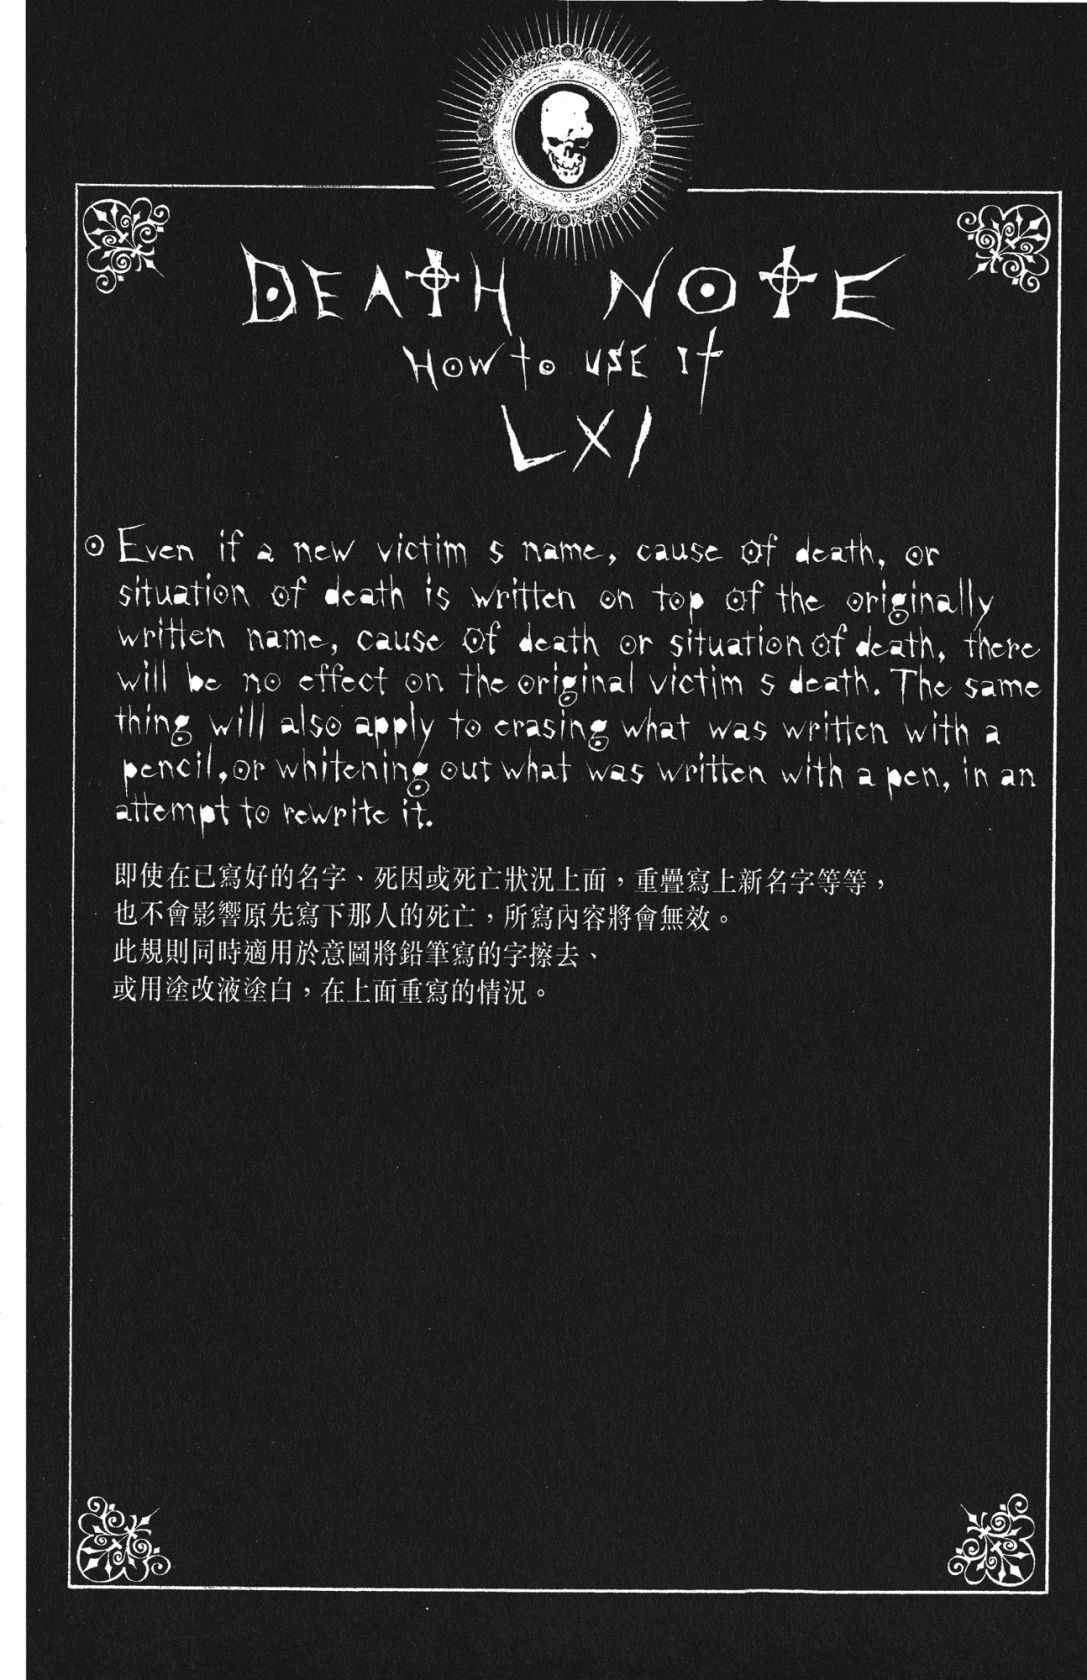 DEATH NOTE
HOW to USE It
LXI
Even if a new victim s name, cause of death, or
situation of death is written on top of the originally
written name, cause of death or situation of death, there
will be no effect on the original victim s death. The same
thing will also apply to erasing what was written with a
pencil, or whitening out what was written with a pen, in an
attempt to rewrite it.
即使在已寫好的名字、死因或死亡狀況上面，重疊寫上新名字等等，
也不會影響原先寫下那人的死亡，所寫內容將會無效。
此規則同時適用於意圖將鉛筆寫的字擦去、
或用塗改液塗白，在上面重寫的情況。